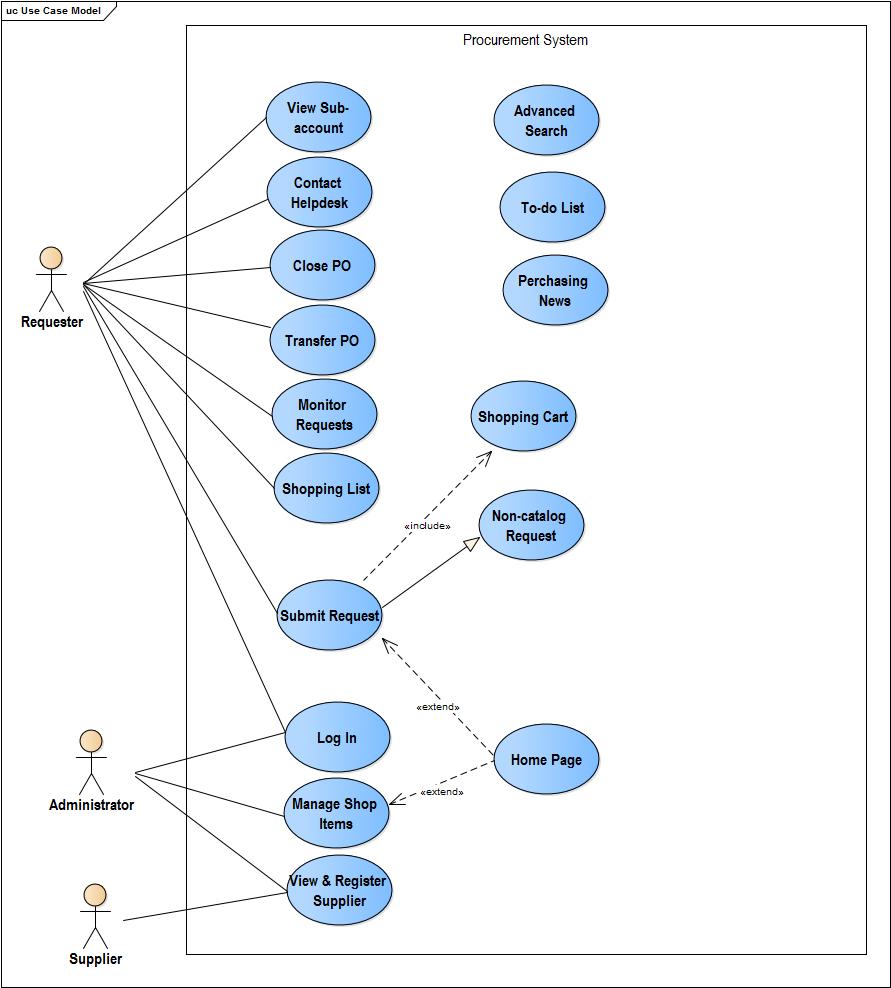 uc Use Case Model
Procurement System
View Sub-
account
Advanced
Search
Contact
Helpdesk
To-do List
Close PO
Perchasing
News
Requester
Transfer PO
Monitor
Requests
Shopping Cart
Shopping List
Non-catalog
Request
«include»
Submit Request
«extend»
Log In
Home Page
«extend»
Administrator
Manage Shop
Items
View & Register
Supplier
Supplier